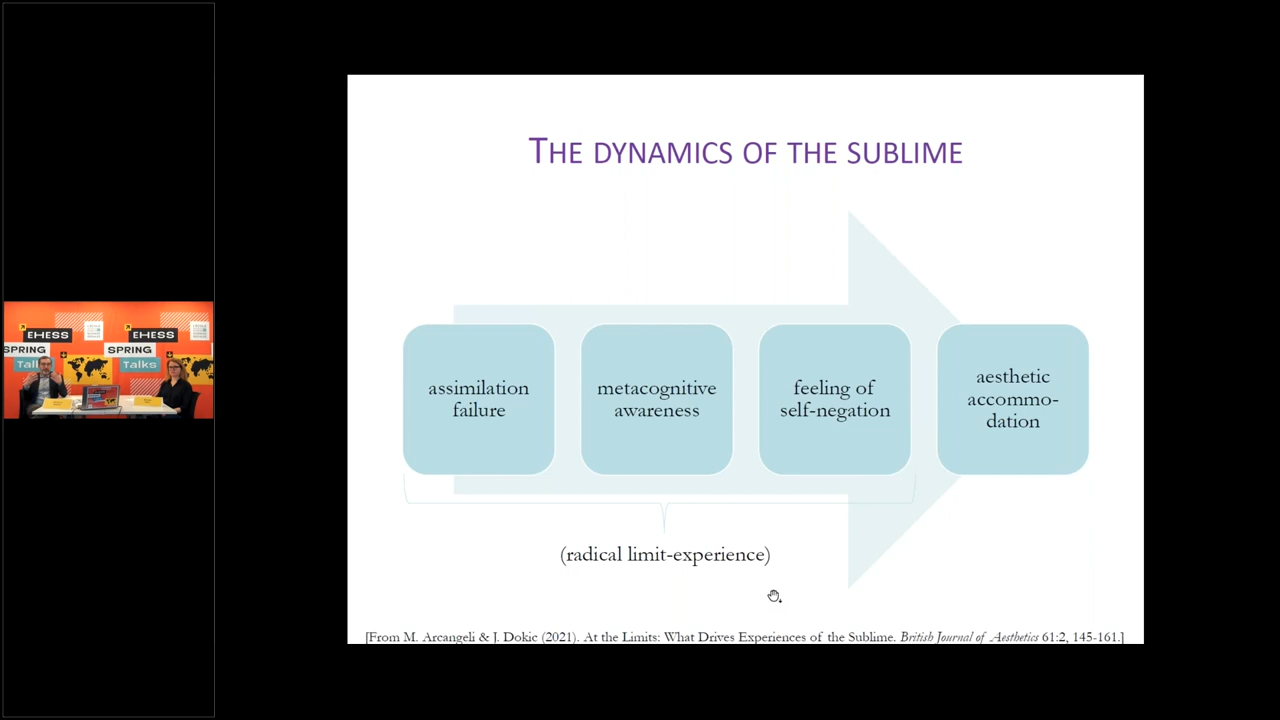 THE DYNAMICS OF THE SUBLIME
assimilation
failure
metacognitive
awareness
feeling of
self-negation
aesthetic
accommo-
dation
(radical limit-experience)
[From M. Arcangeli & J. Dokic (2021). At the Limits: What Drives Experiences of the Sublime. British Journal of Aesthetics 61:2, 145-161.]
EHESS
EHESS
SPRING
SPRING
Talks